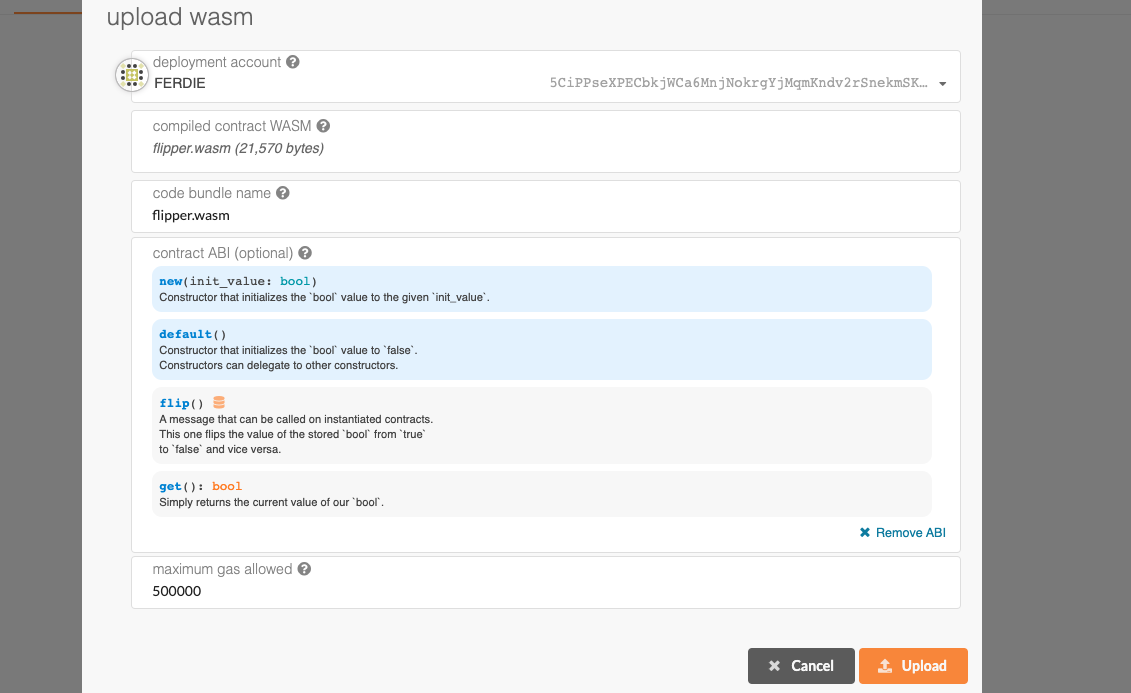 upload wasm
deployment account
FERDIE
5CiPPseXPECbkjWCa6MnjNokrgYjMqmKndv2rSnekmSK…
compiled contract WASM
flipper.wasm (21,570 bytes)
code bundle name
flipper.wasm
contract ABI (optional)
new(init_value: bool)
Constructor that initializes the `bool` value to the given `init_value`.
default()
Constructor that initializes the `bool` value to `false`.
Constructors can delegate to other constructors.
flip()
A message that can be called on instantiated contracts.
This one flips the value of the stored `bool` from `true`
to `false` and vice versa.
get(): bool
Simply returns the current value of our `bool`.
Remove ABI
maximum gas allowed
500000
Cancel
Upload